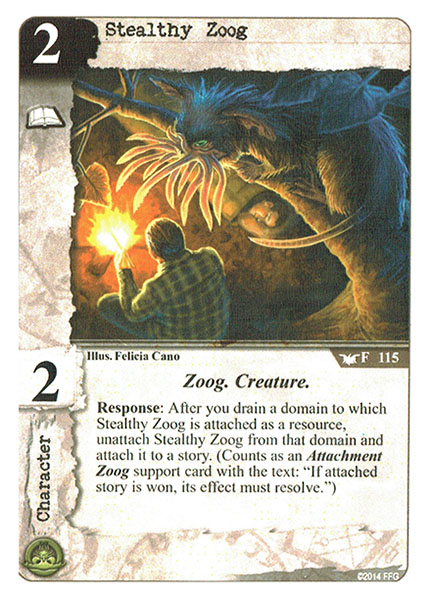 2
Stealthy Zoog
Illus. Felicia Cano
F 115
2
Character
Zoog. Creature.
Response: After you drain a domain to which
Stealthy Zoog is attached as a resource,
unattach Stealthy Zoog from that domain and
attach it to a story. (Counts as an Attachment
Zoog support card with the text: “If attached
story is won, its effect must resolve.”)
©2014 FFG